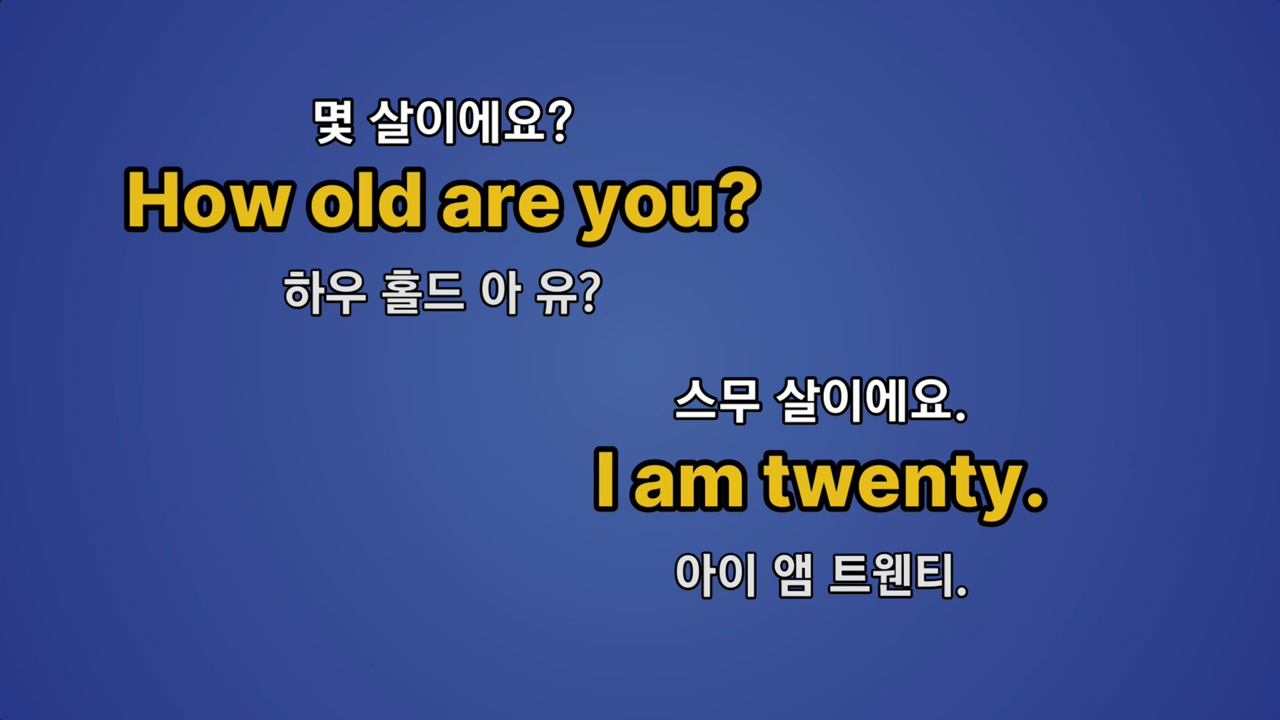 몇 살이에요?
How old are you?
하우 홀드 아 유?
스무 살이에요.
I am twenty.
아이 앰 트웬티.